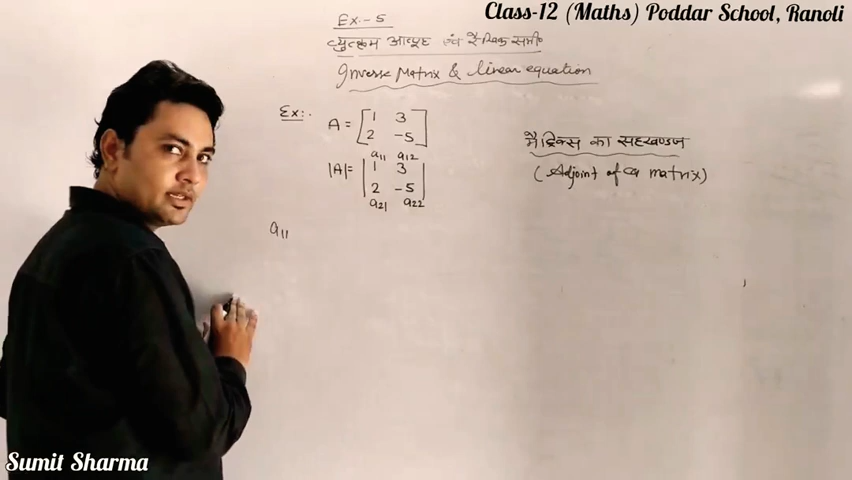 Class-12 (Maths) Poddar School, Ranoli
Ex:-5
व्युत्क्रम आव्यूह एवं रैखिक समी०
Inverse Matrix & linear equation
Ex:-
A = [1 3
2 -5]
a11 a12
|A| = |1 3
2 -5|
a21 a22
a11
मैट्रिक्स का सहखण्डज
(Adjoint of a matrix)
Sumit Sharma